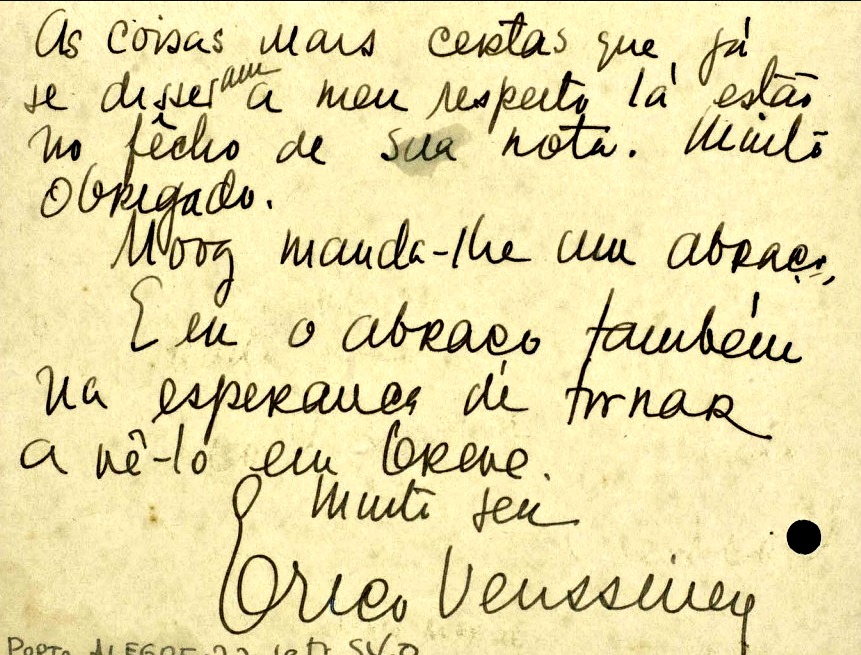 As coisas mais certas que já
se disseram a meu respeito lá estão
no fêcho de sua nota. Muito
Obrigado.
Moog manda-lhe um abraço,
E eu o abraço também
na esperança de tornar
a vê-lo em breve.
Muito seu
Erico Verissimo
PORTO ALEGRE